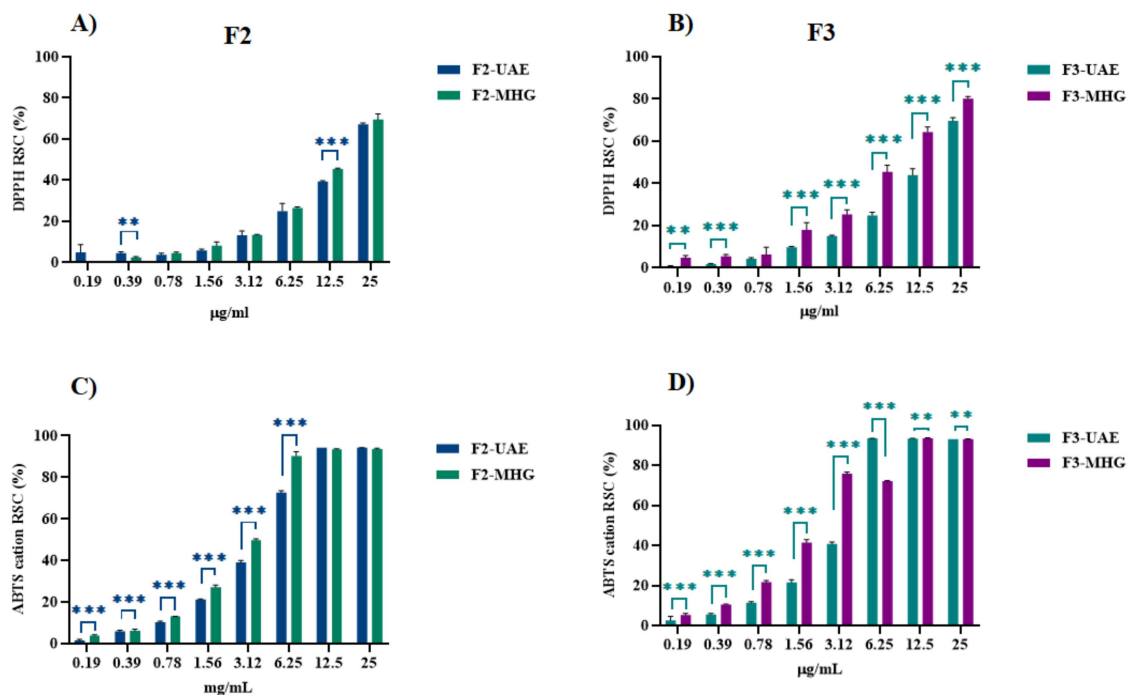 A)
F2
DPPH RSC (%)
100
80
60
40
20
0
** ***
0.19 0.39 0.78 1.56 3.12 6.25 12.5 25
µg/ml
F2-UAE
F2-MHG
B)
F3
DPPH RSC (%)
100
80
60
40
20
0
** *** *** *** *** *** ***
0.19 0.39 0.78 1.56 3.12 6.25 12.5 25
µg/ml
F3-UAE
F3-MHG
C)
ABTS cation RSC (%)
100
80
60
40
20
0
*** *** *** *** *** ***
0.19 0.39 0.78 1.56 3.12 6.25 12.5 25
mg/mL
F2-UAE
F2-MHG
D)
ABTS cation RSC (%)
100
80
60
40
20
0
*** *** *** *** *** *** ** **
0.19 0.39 0.78 1.56 3.12 6.25 12.5 25
µg/mL
F3-UAE
F3-MHG